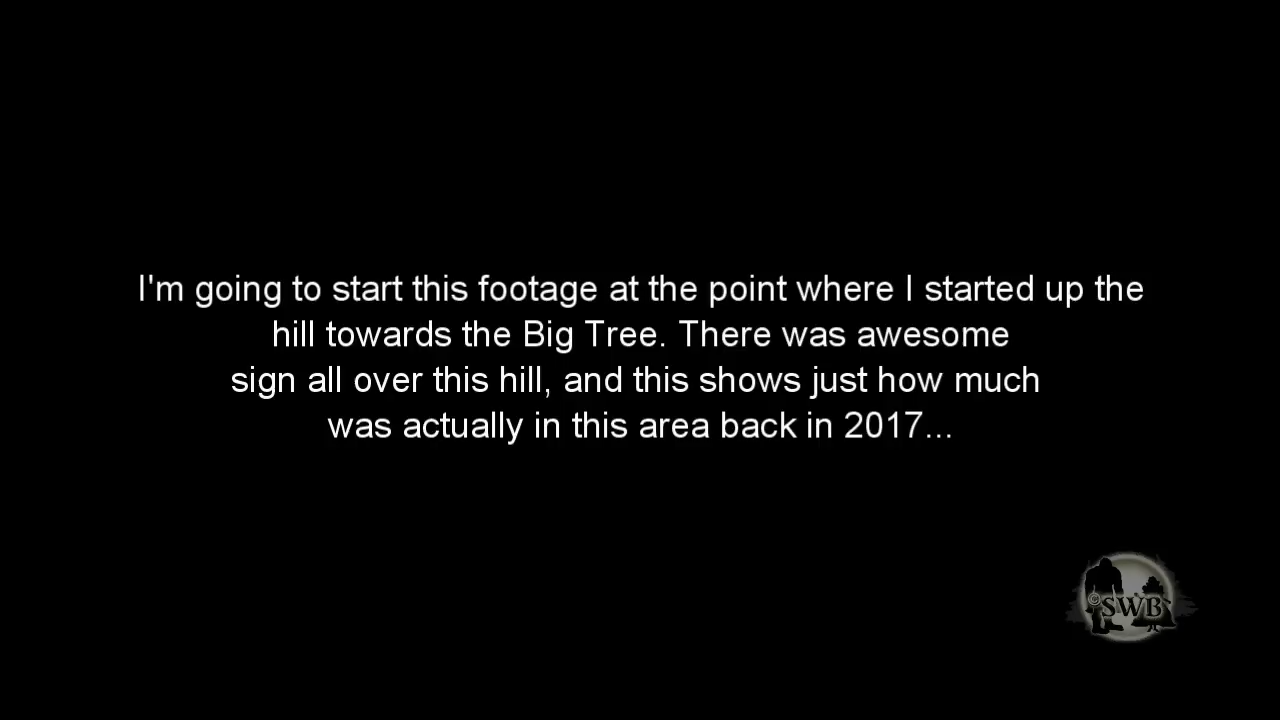 I'm going to start this footage at the point where I started up the
hill towards the Big Tree. There was awesome
sign all over this hill, and this shows just how much
was actually in this area back in 2017...
©SWB